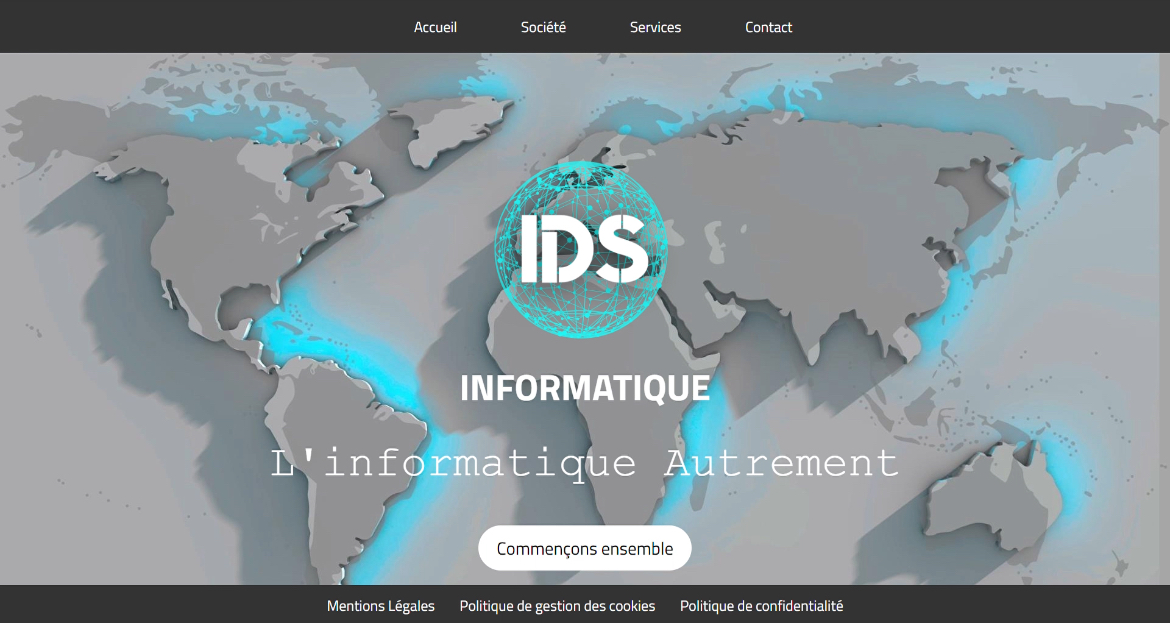 Accueil Société Services Contact
IDS
INFORMATIQUE
L'informatique Autrement
Commençons ensemble
Mentions Légales Politique de gestion des cookies Politique de confidentialité